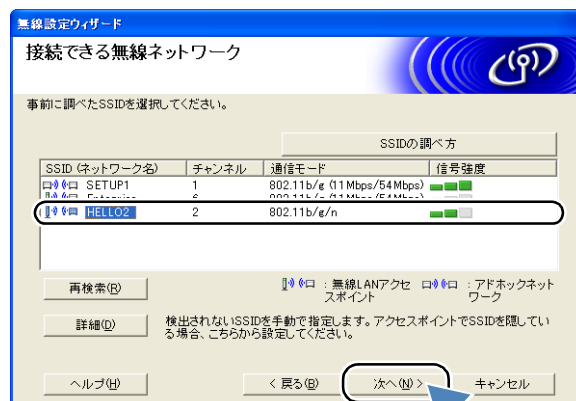 無線設定ウィザード
接続できる無線ネットワーク
事前に調べたSSIDを選択してください。
SSIDの調べ方
SSID (ネットワーク名) チャンネル 通信モード 信号強度
SETUP1 1 802.11b/g (11Mbps/54Mbps)
HELLO2 2 802.11b/g/n
再検索(R)
:無線LANアクセスポイント
:アドホックネットワーク
詳細(D)
検出されないSSIDを手動で指定します。アクセスポイントでSSIDを隠してい
る場合、こちらから設定してください。
ヘルプ(H) < 戻る(B) 次へ(N) > キャンセル